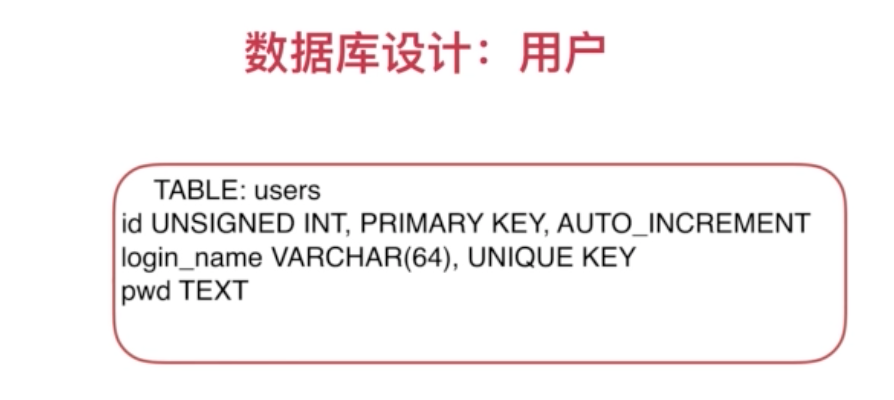 数据库设计：用户
TABLE: users
id UNSIGNED INT, PRIMARY KEY, AUTO_INCREMENT
login_name VARCHAR(64), UNIQUE KEY
pwd TEXT